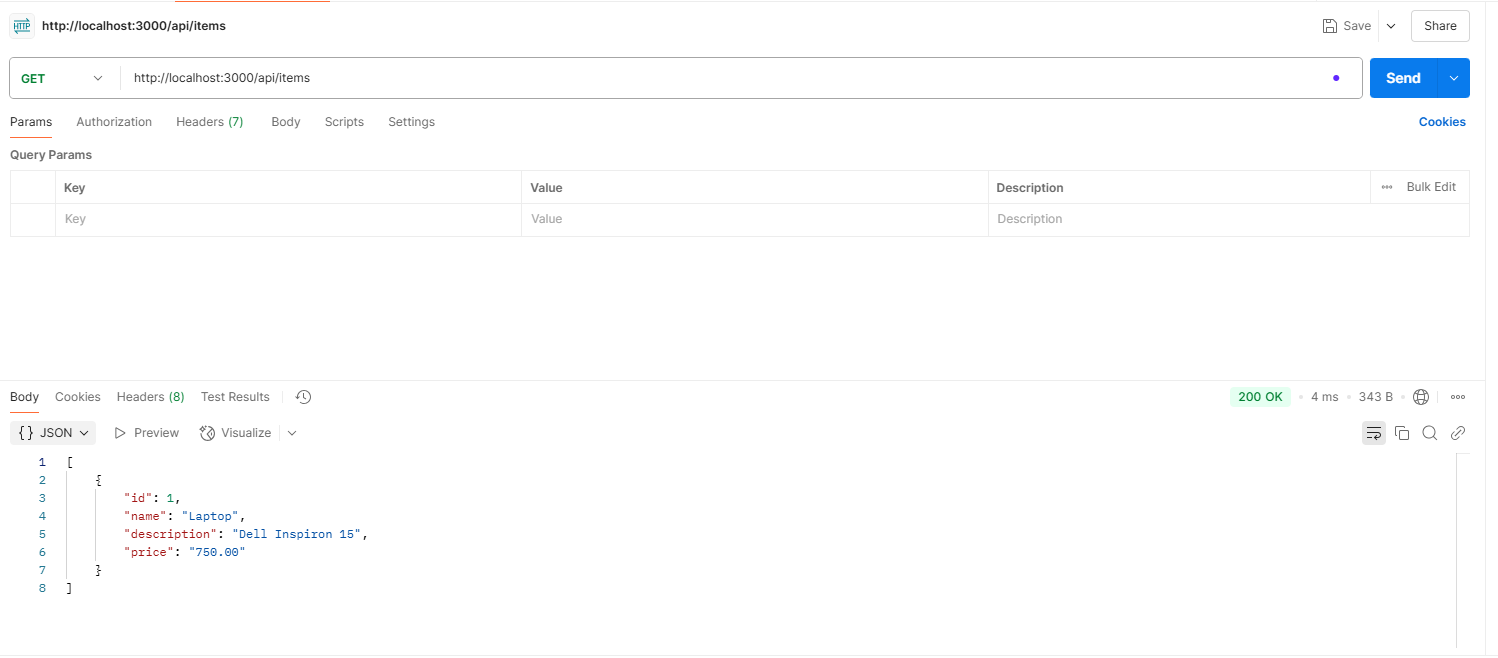 HTTP http://localhost:3000/api/items Save Share
GET http://localhost:3000/api/items Send
Params Authorization Headers (7) Body Scripts Settings Cookies
Query Params
Key Value Description Bulk Edit
Key Value Description
Body Cookies Headers (8) Test Results 200 OK • 4 ms • 343 B •
{} JSON Preview Visualize
1 [
2 {
3 "id": 1,
4 "name": "Laptop",
5 "description": "Dell Inspiron 15",
6 "price": "750.00"
7 }
8 ]